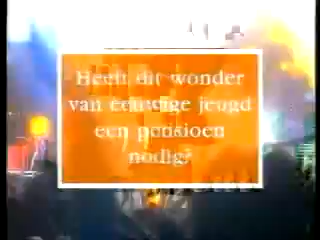 Heeft dit wonder
van eeuwige jeugd
een pensioen
nodig?